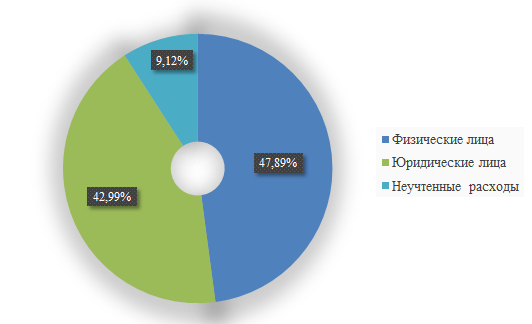 9,12%
47,89%
42,99%
Физические лица
Юридические лица
Неучтенные расходы